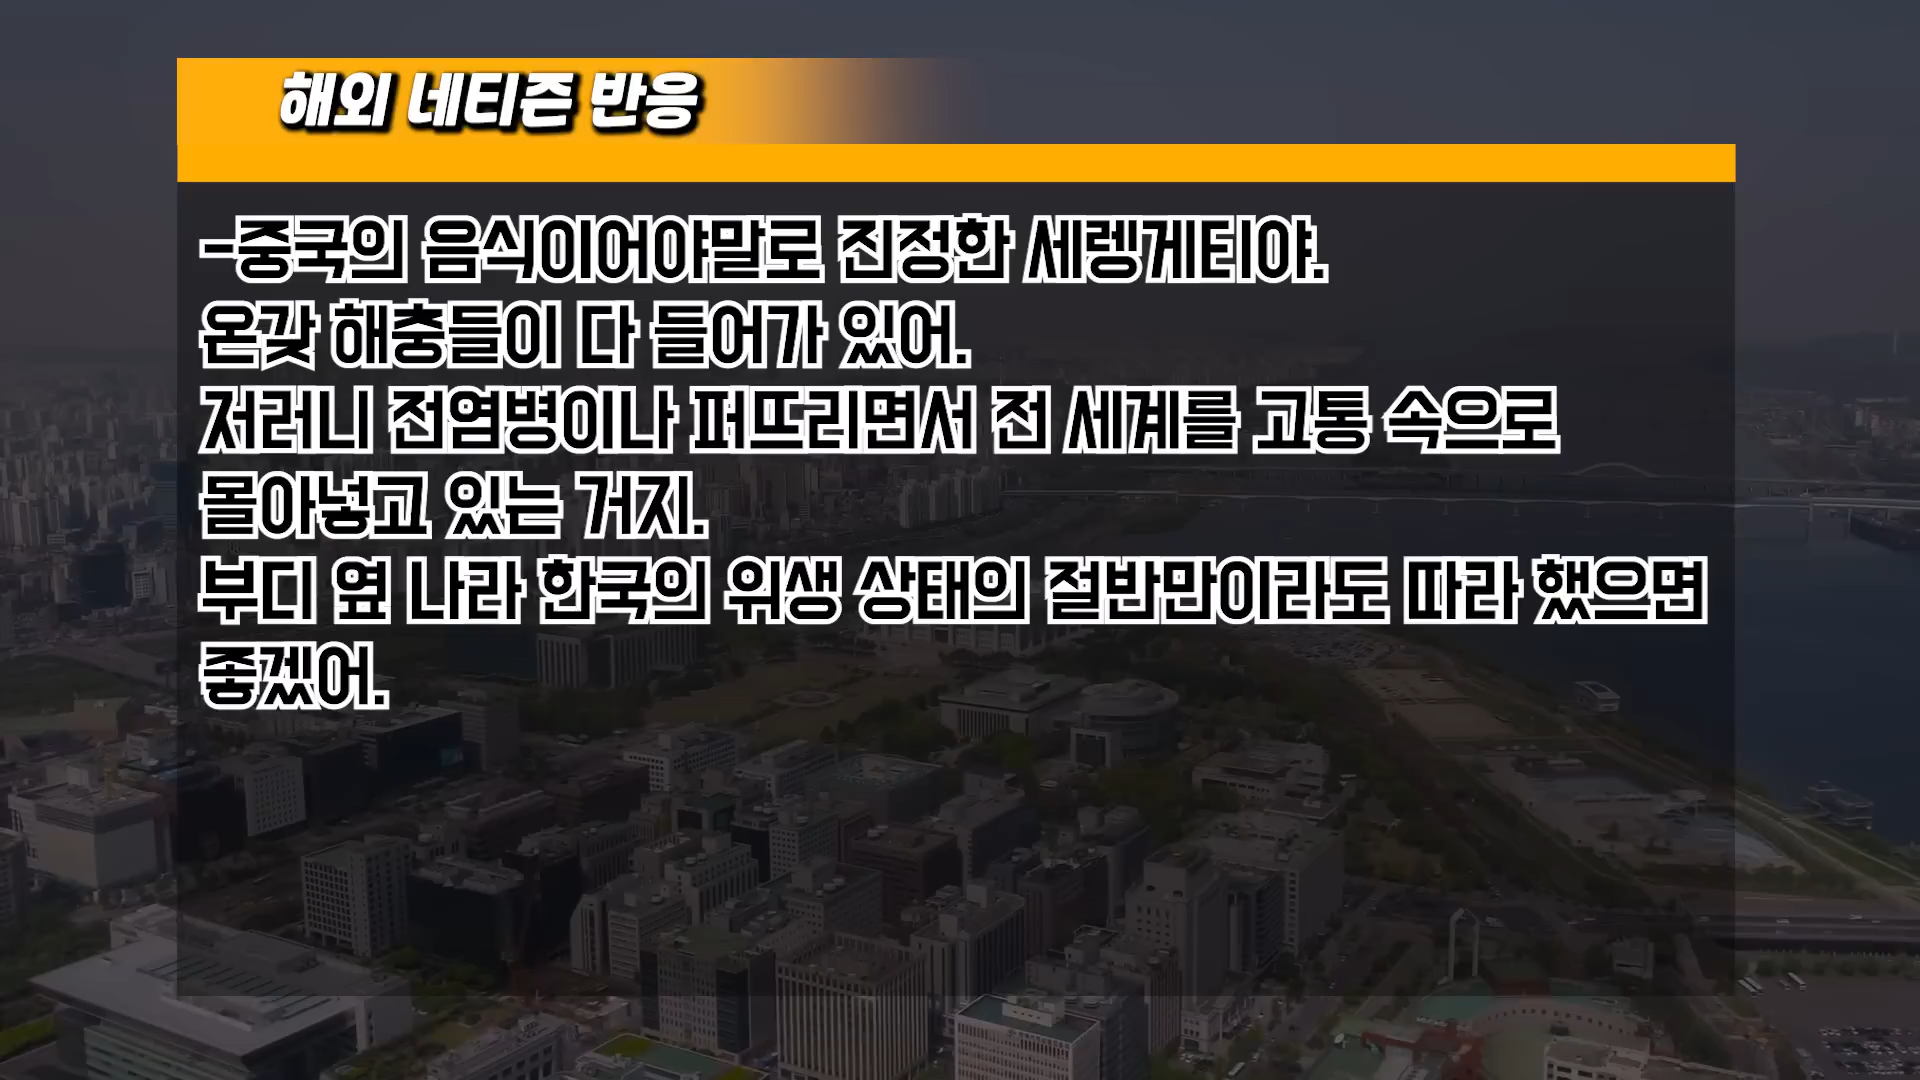 해외 네티즌 반응
-중국의 음식이어야말로 진정한 세렝게티야.
온갖 해충들이 다 들어가 있어.
저러니 전염병이나 퍼뜨리면서 전 세계를 고통 속으로
몰아넣고 있는 거지.
부디 옆 나라 한국의 위생 상태의 절반만이라도 따라 했으면
좋겠어.